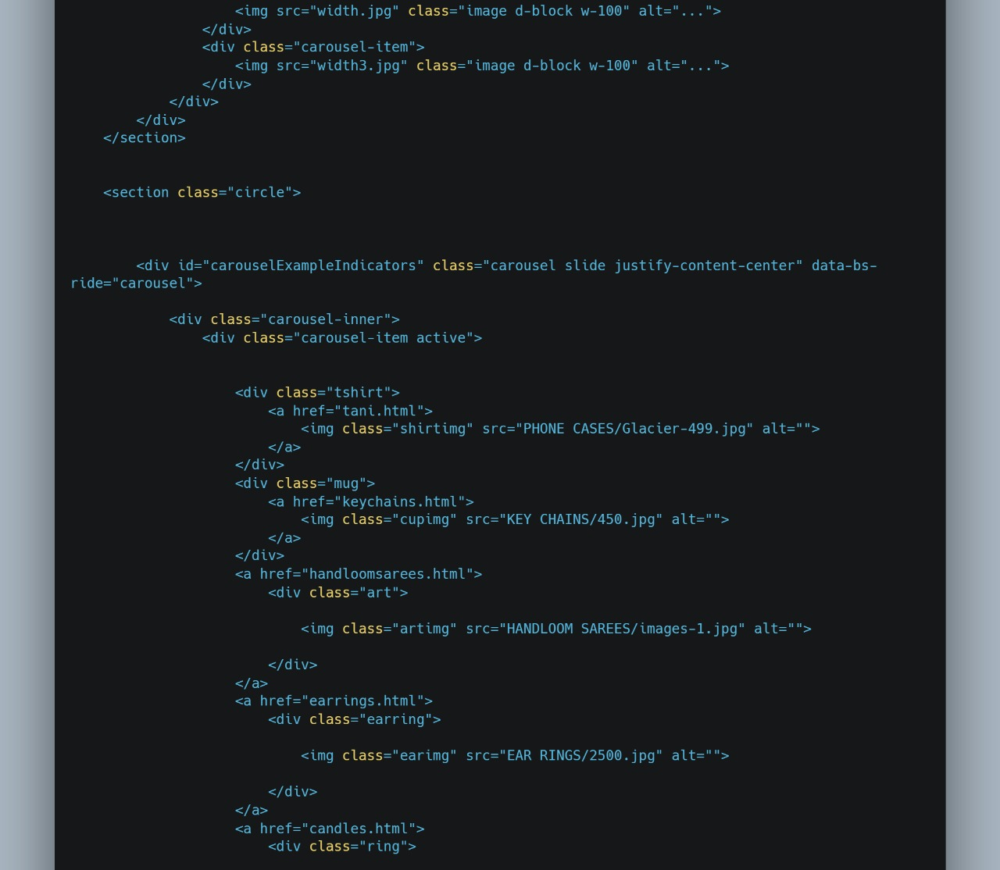 <img src="width.jpg" class="image d-block w-100" alt="...">
</div>
<div class="carousel-item">
<img src="width3.jpg" class="image d-block w-100" alt="...">
</div>
</div>
</div>
</section>
<section class="circle">
<div id="carouselExampleIndicators" class="carousel slide justify-content-center" data-bs-
ride="carousel">
<div class="carousel-inner">
<div class="carousel-item active">
<div class="tshirt">
<a href="tani.html">
<img class="shirtimg" src="PHONE CASES/Glacier-499.jpg" alt="">
</a>
</div>
<div class="mug">
<a href="keychains.html">
<img class="cupimg" src="KEY CHAINS/450.jpg" alt="">
</a>
</div>
<a href="handloomsarees.html">
<div class="art">
<img class="artimg" src="HANDLOOM SAREES/images-1.jpg" alt="">
</div>
</a>
<a href="earrings.html">
<div class="earring">
<img class="earimg" src="EAR RINGS/2500.jpg" alt="">
</div>
</a>
<a href="candles.html">
<div class="ring">